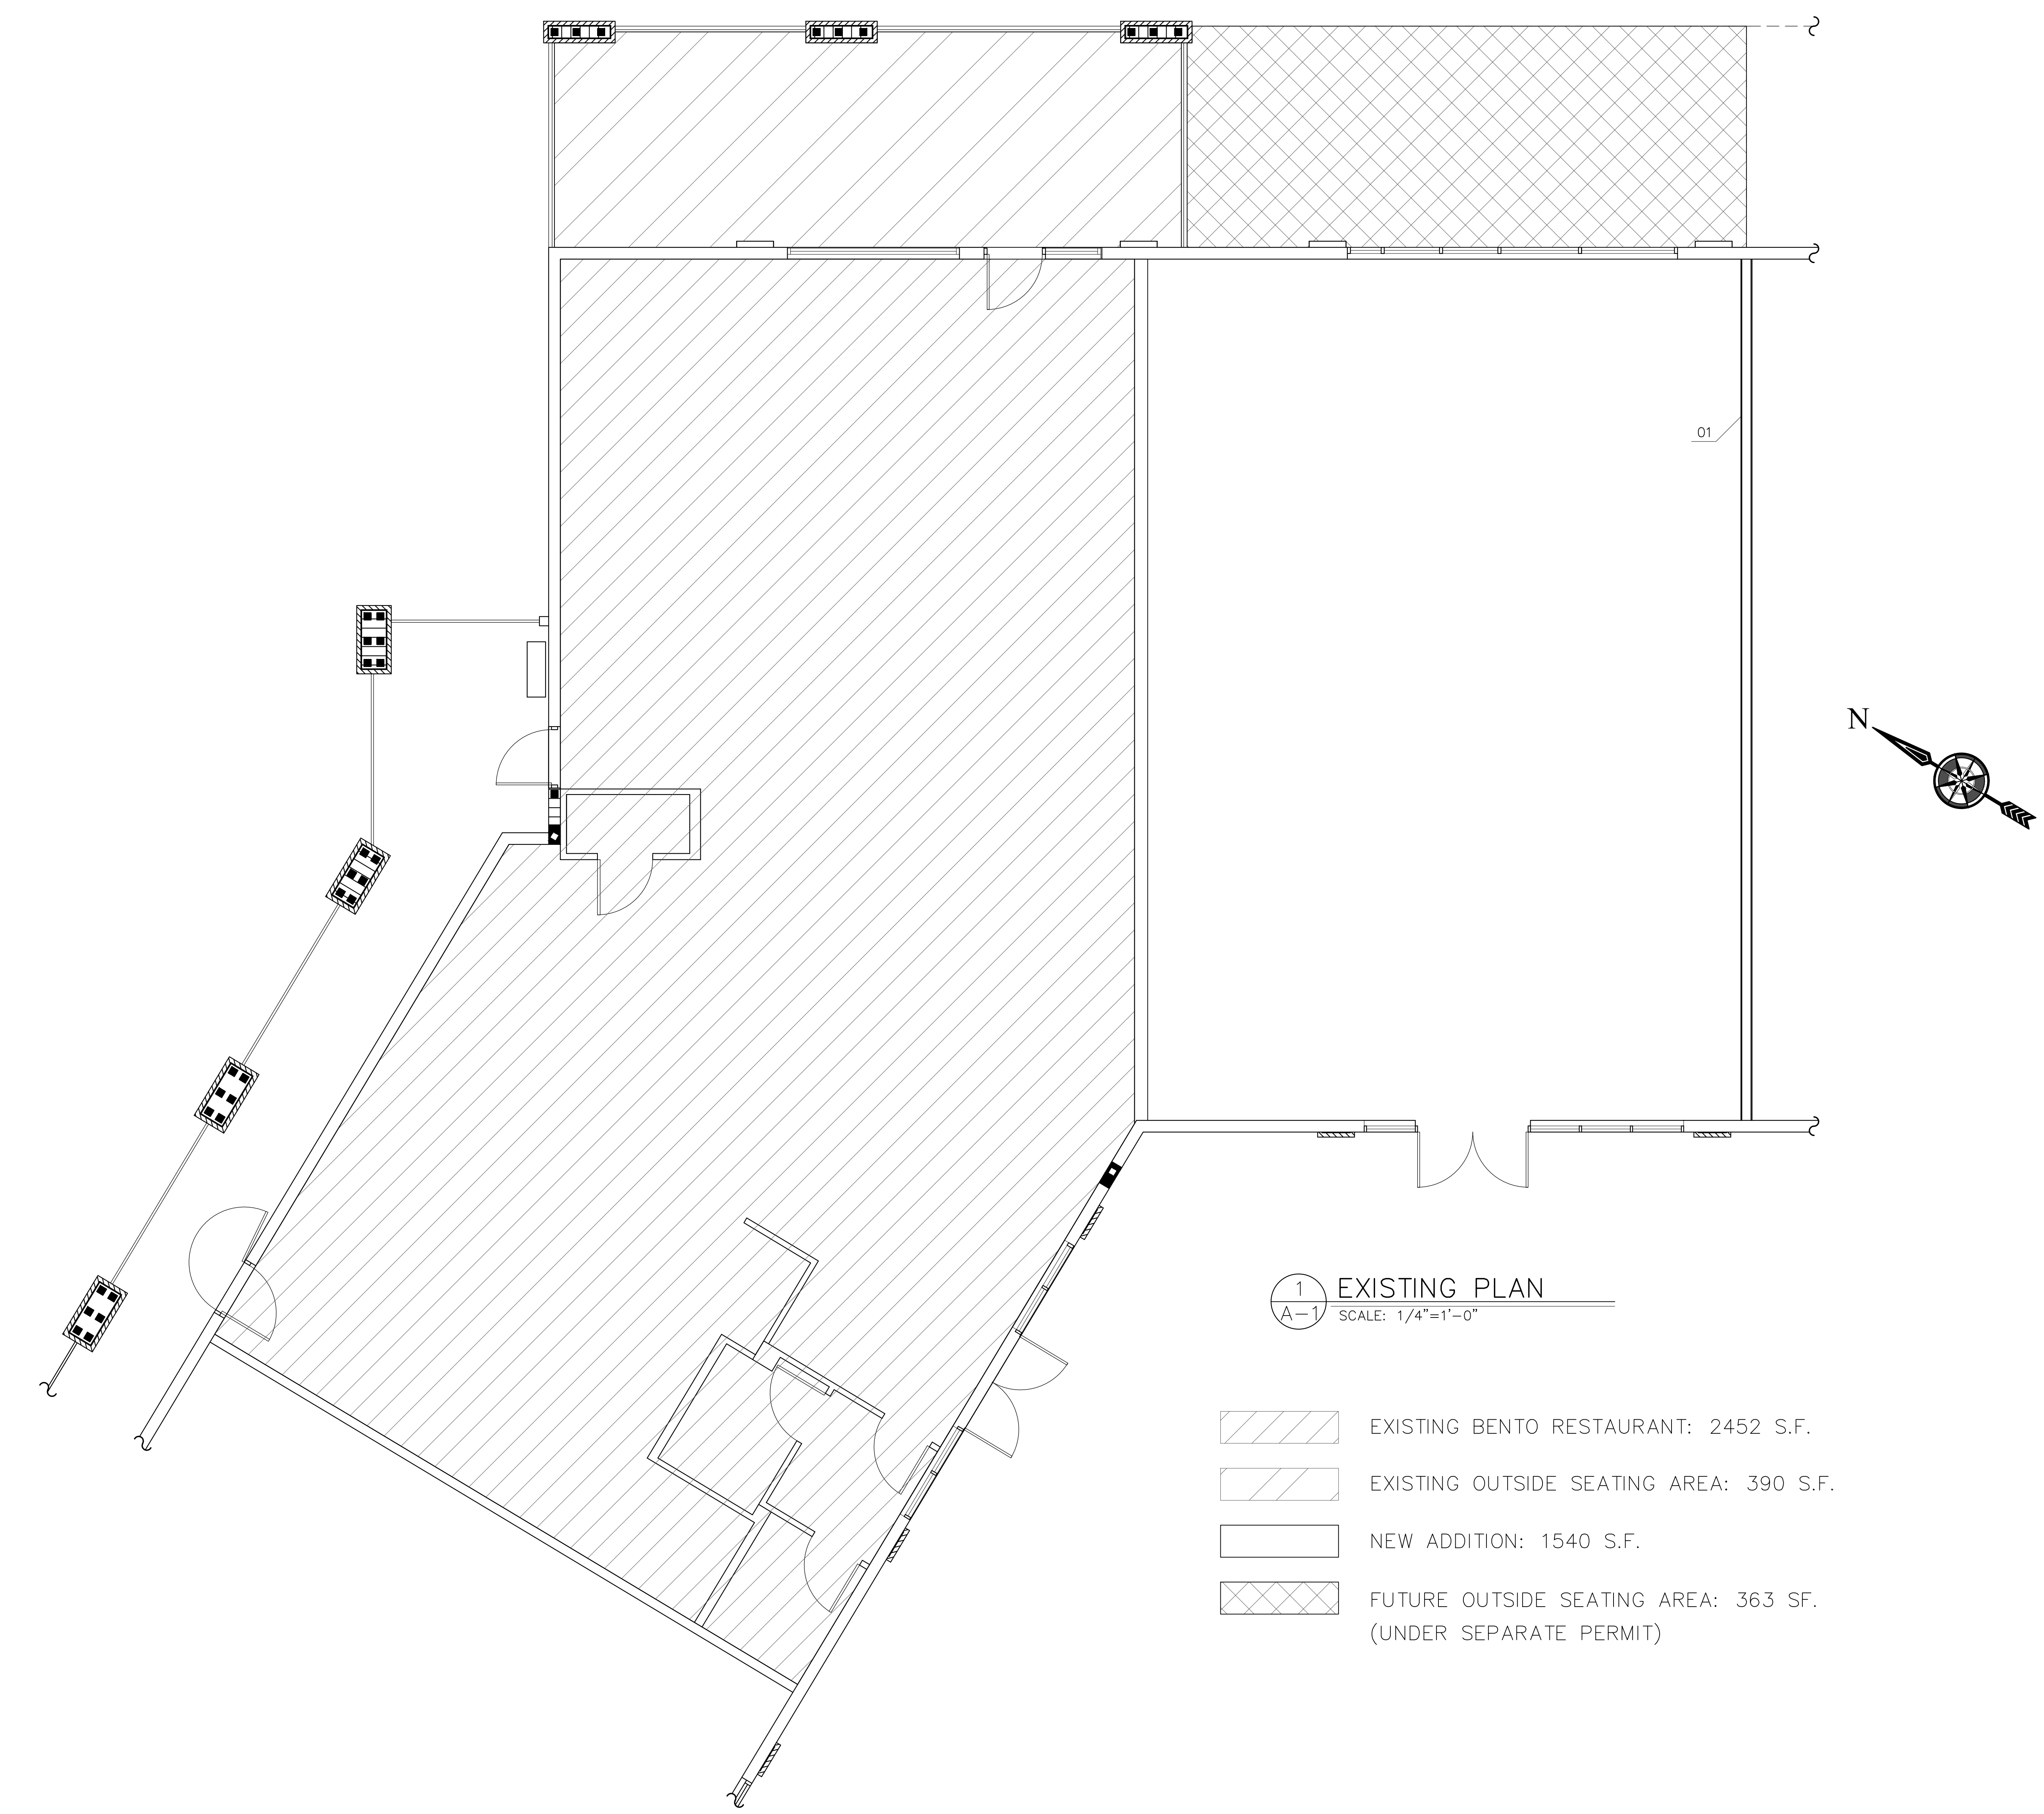 01
N
1
A-1
EXISTING PLAN
SCALE: 1/4"=1'-0"
EXISTING BENTO RESTAURANT: 2452 S.F.
EXISTING OUTSIDE SEATING AREA: 390 S.F.
NEW ADDITION: 1540 S.F.
FUTURE OUTSIDE SEATING AREA: 363 SF.
(UNDER SEPARATE PERMIT)